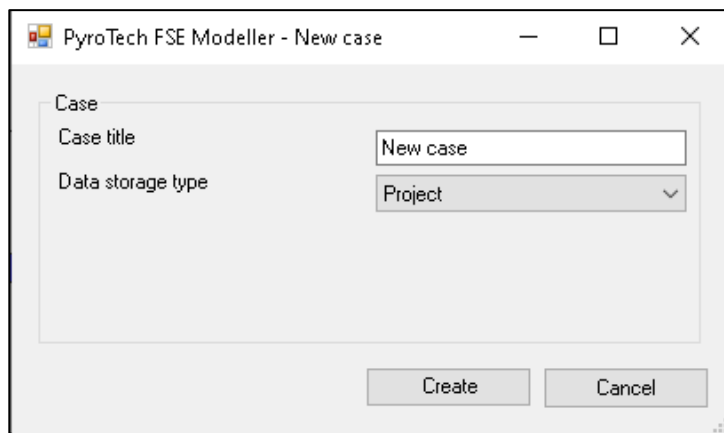 PyroTech FSE Modeller - New case
Case
Case title
New case
Data storage type
Project
Create
Cancel